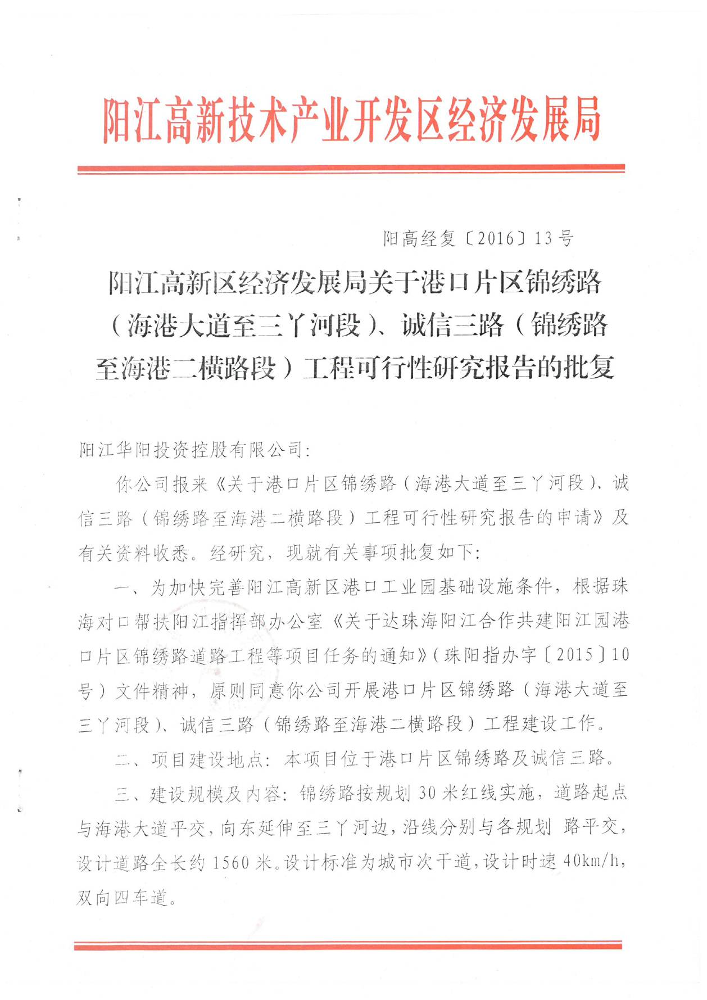 阳江高新技术产业开发区经济发展局
阳高经复〔2016〕13号
阳江高新区经济发展局关于港口片区锦绣路
（海港大道至三丫河段）、诚信三路（锦绣路
至海港二横路段）工程可行性研究报告的批复
阳江华阳投资控股有限公司：
你公司报来《关于港口片区锦绣路（海港大道至三丫河段）、诚
信三路（锦绣路至海港二横路段）工程可行性研究报告的申请》及
有关资料收悉。经研究，现就有关事项批复如下：
一、为加快完善阳江高新区港口工业园基础设施条件，根据珠
海对口帮扶阳江指挥部办公室《关于达珠海阳江合作共建阳江园港
口片区锦绣路道路工程等项目任务的通知》（珠阳指办字〔2015〕10
号）文件精神，原则同意你公司开展港口片区锦绣路（海港大道至
三丫河段）、诚信三路（锦绣路至海港二横路段）工程建设工作。
二、项目建设地点：本项目位于港口片区锦绣路及诚信三路。
三、建设规模及内容：锦绣路按规划30米红线实施，道路起点
与海港大道平交，向东延伸至三丫河边，沿线分别与各规划 路平交，
设计道路全长约1560米。设计标准为城市次干道，设计时速40km/h，
双向四车道。